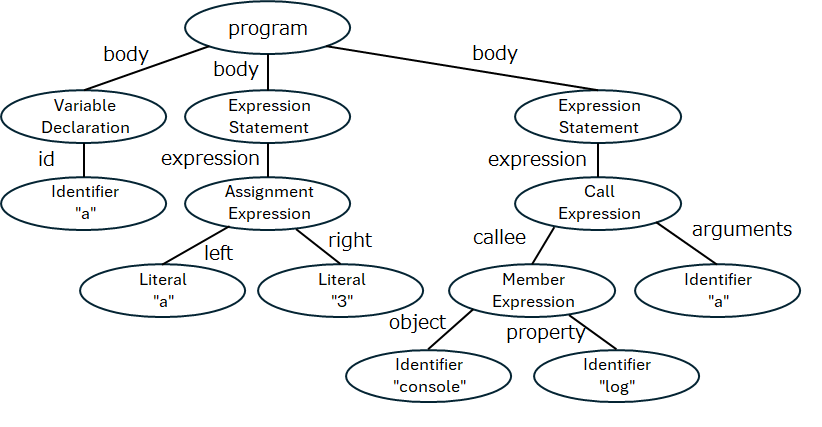 program
body
body
body
Variable
Declaration
Expression
Statement
Expression
Statement
id
expression
expression
Identifier
"a"
Assignment
Expression
Call
Expression
left
right
callee
arguments
Literal
"a"
Literal
"3"
Member
Expression
Identifier
"a"
object
property
Identifier
"console"
Identifier
"log"